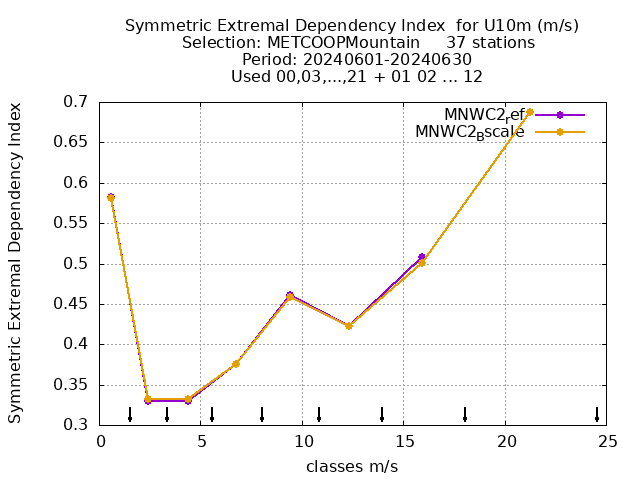 Symmetric Extremal Dependency Index  for U10m (m/s)
Selection: METCOOPMountain     37 stations
Period: 20240601-20240630
Used 00,03,...,21 + 01 02 ... 12
Symmetric Extremal Dependency Index
0.7
0.65
0.6
0.55
0.5
0.45
0.4
0.35
0.3
MNWC2ref
MNWC2Bscale
0 5 10 15 20 25
classes m/s